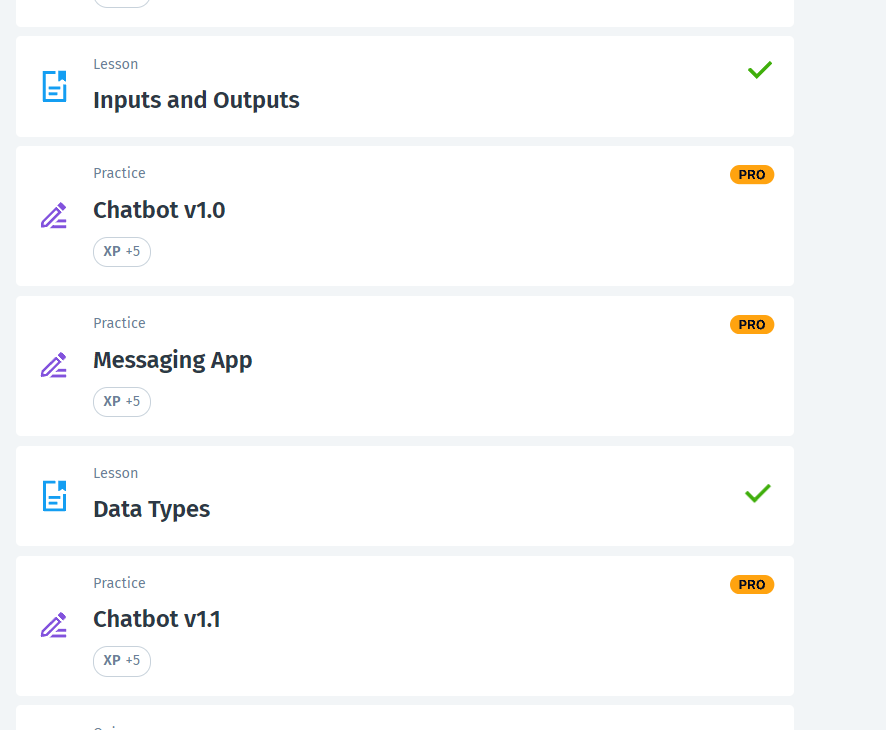 Lesson
Inputs and Outputs
Practice
PRO
Chatbot v1.0
XP +5
Practice
PRO
Messaging App
XP +5
Lesson
Data Types
Practice
PRO
Chatbot v1.1
XP +5